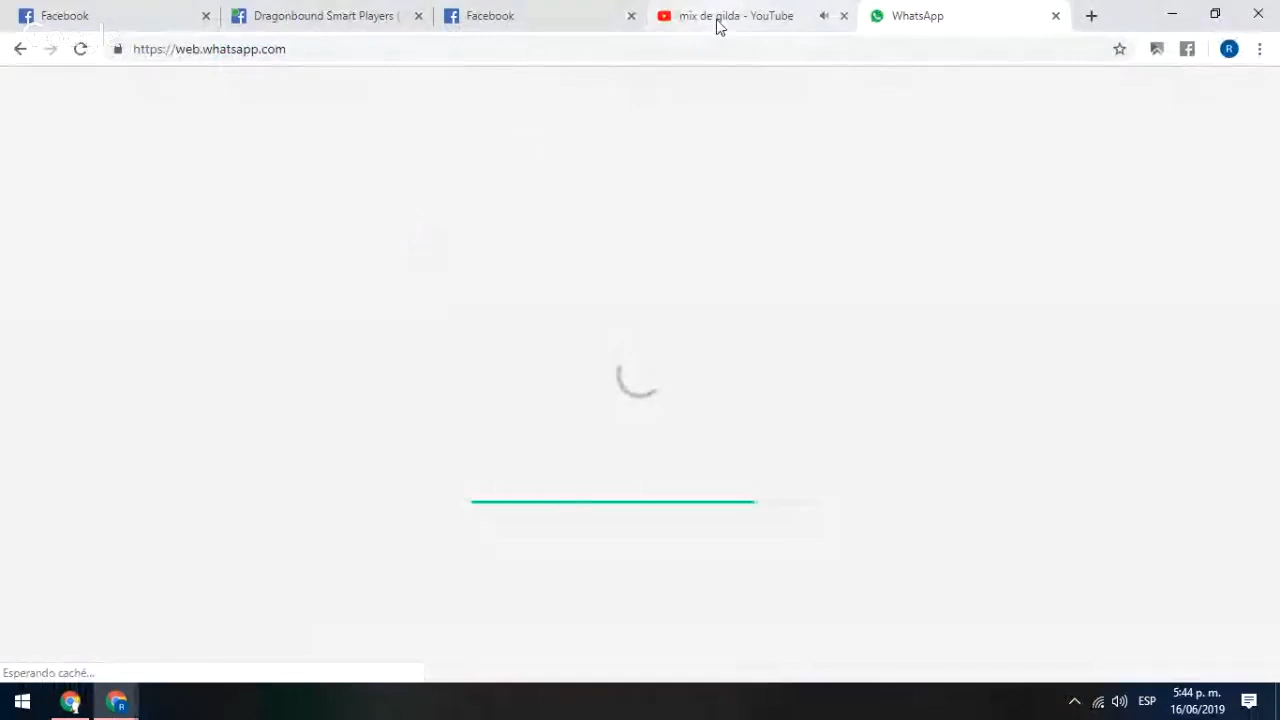 Facebook
Dragonbound Smart Players
Facebook
mix de gilda - YouTube
WhatsApp
https://web.whatsapp.com
R
Esperando caché...
R
ESP
5:44 p. m.
16/06/2019